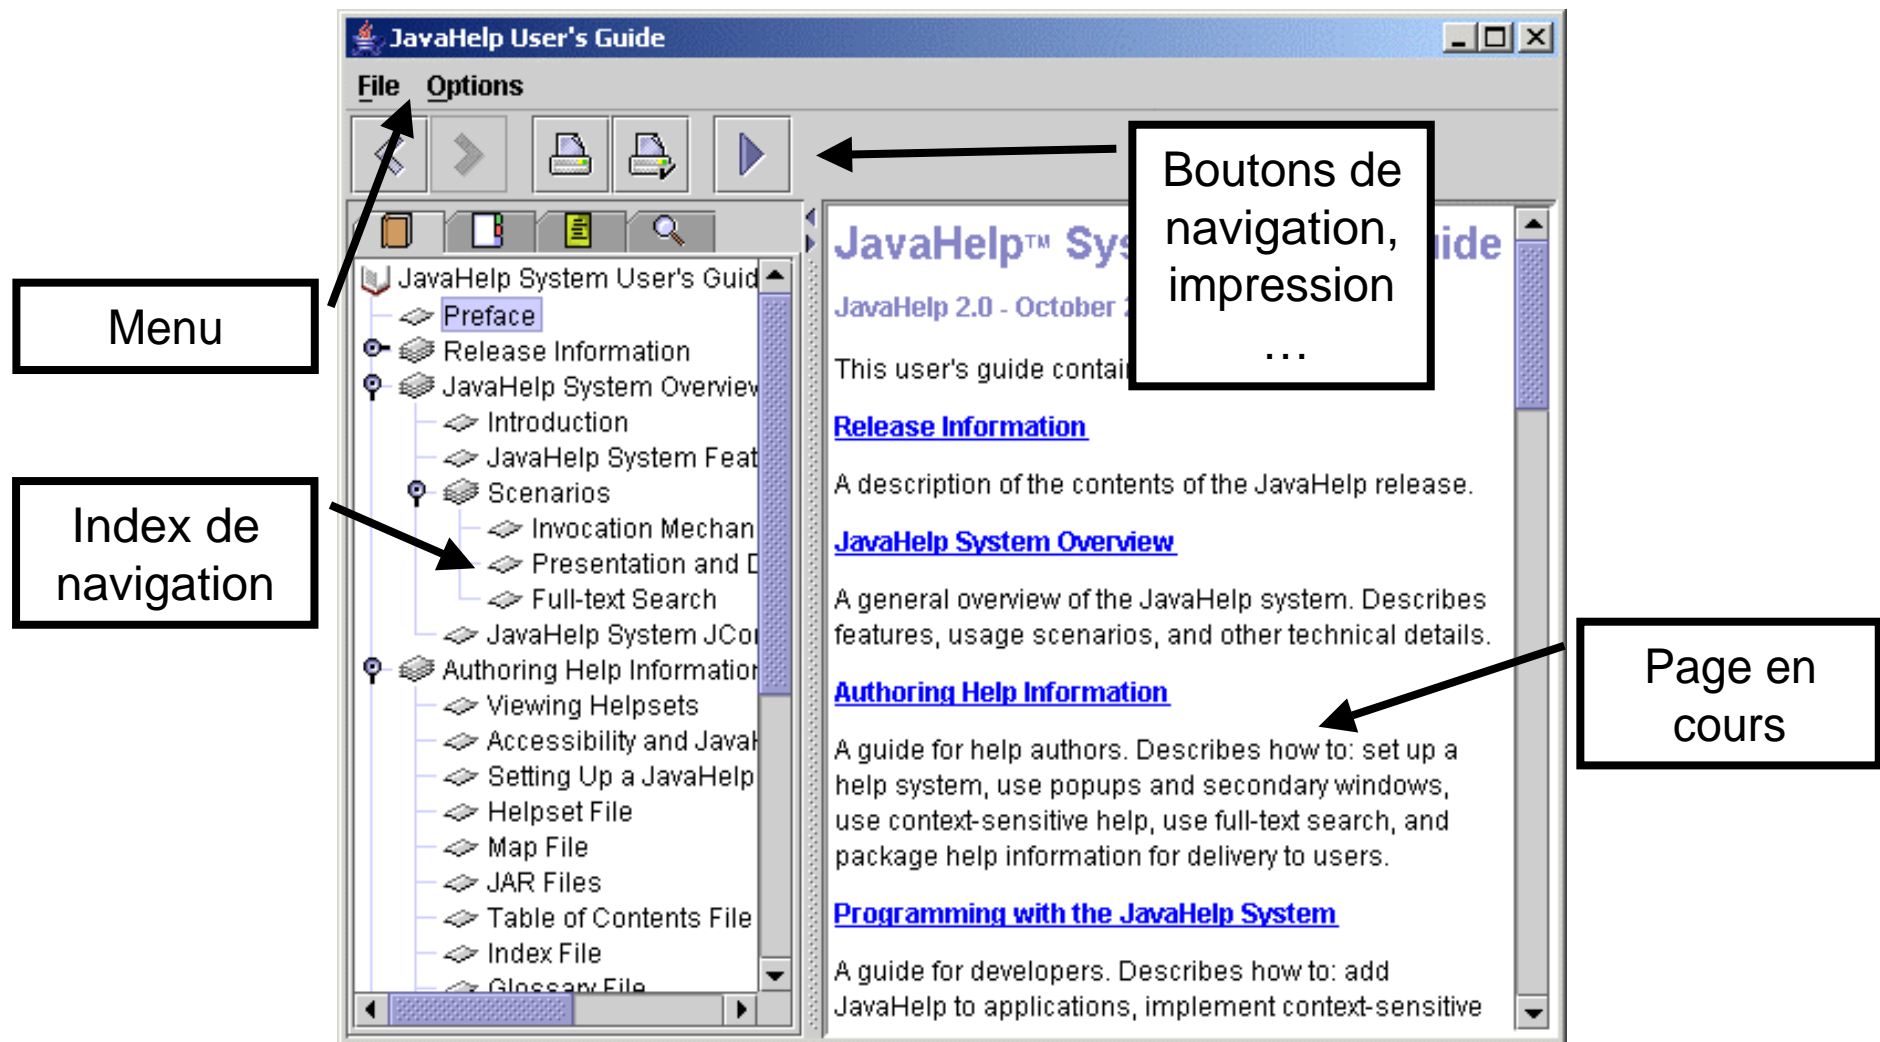 JavaHelp User's Guide
File Options
Boutons de
navigation,
impression
...
Menu
Index de
navigation
Page en
cours
JavaHelp System User's Guid
Preface
Release Information
JavaHelp System Overview
Introduction
JavaHelp System Feat
Scenarios
Invocation Mechan
Presentation and D
Full-text Search
JavaHelp System JCo
Authoring Help Information
Viewing Helpsets
Accessibility and Java
Setting Up a JavaHelp
Helpset File
Map File
JAR Files
Table of Contents File
Index File
Glossary File
JavaHelp™ Sys ide
JavaHelp 2.0 - October
This user's guide contai
Release Information
A description of the contents of the JavaHelp release.
JavaHelp System Overview
A general overview of the JavaHelp system. Describes
features, usage scenarios, and other technical details.
Authoring Help Information
A guide for help authors. Describes how to: set up a
help system, use popups and secondary windows,
use context-sensitive help, use full-text search, and
package help information for delivery to users.
Programming with the JavaHelp System
A guide for developers. Describes how to: add
JavaHelp to applications, implement context-sensitive